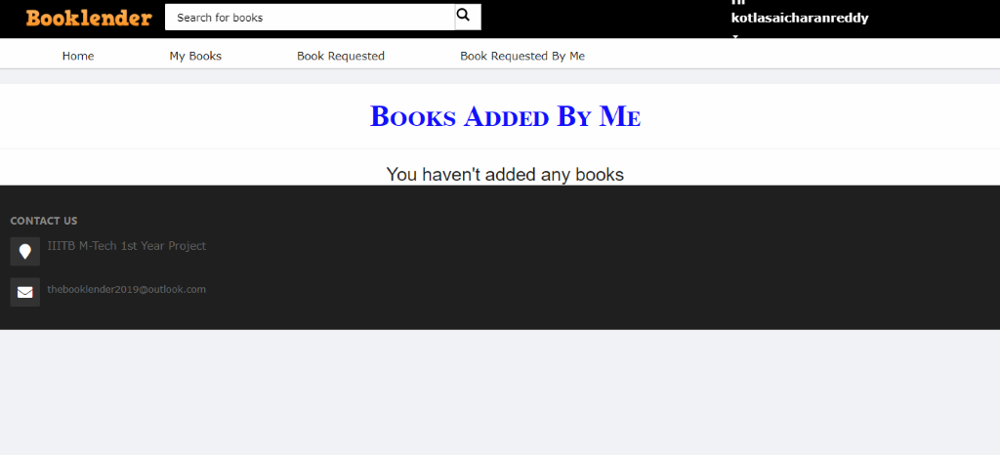 Booklender
Search for books
kotlasaicharanreddy
Home
My Books
Book Requested
Book Requested By Me
Books Added By Me
You haven't added any books
CONTACT US
IIITB M-Tech 1st Year Project
thebooklender2019@outlook.com